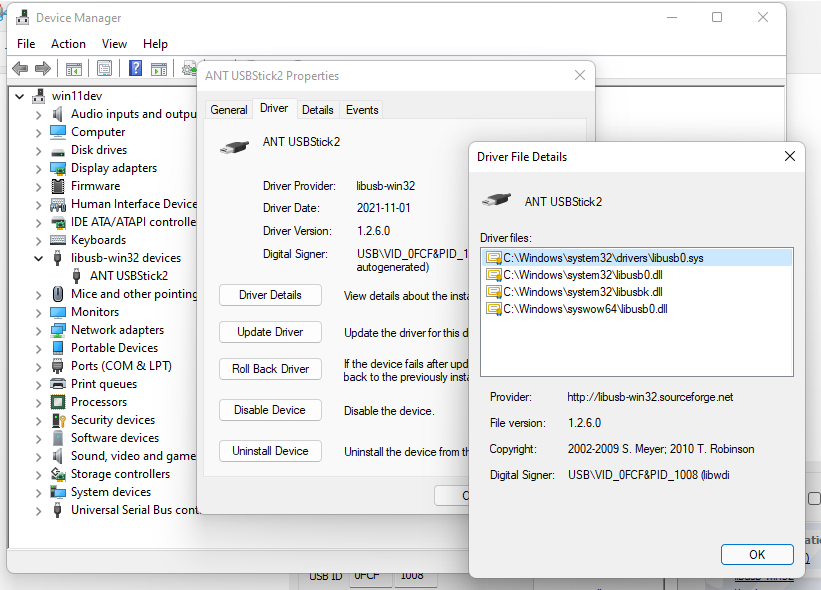 Device Manager
File Action View Help
win11dev
Audio inputs and outpu
Computer
Disk drives
Display adapters
Firmware
Human Interface Device
IDE ATA/ATAPI controlle
Keyboards
libusb-win32 devices
ANT USBStick2
Mice and other pointing
Monitors
Network adapters
Portable Devices
Ports (COM & LPT)
Print queues
Processors
Security devices
Software devices
Sound, video and game
Storage controllers
System devices
Universal Serial Bus cont
ANT USBStick2 Properties
General Driver Details Events
ANT USBStick2
Driver Provider: libusb-win32
Driver Date: 2021-11-01
Driver Version: 1.2.6.0
Digital Signer: USB\VID_0FCF&PID_1
autogenerated)
Driver Details View details about the insta
Update Driver Update the driver for this d
Roll Back Driver If the device fails after upd
back to the previously insta
Disable Device Disable the device.
Uninstall Device Uninstall the device from th
Driver File Details
ANT USBStick2
Driver files:
C:\Windows\system32\drivers\libusb0.sys
C:\Windows\system32\libusb0.dll
C:\Windows\system32\libusbk.dll
C:\Windows\syswow64\libusb0.dll
Provider: http://libusb-win32.sourceforge.net
File version: 1.2.6.0
Copyright: 2002-2009 S. Meyer; 2010 T. Robinson
Digital Signer: USB\VID_0FCF&PID_1008 (libwdi
OK
USB ID 0FCF 1008